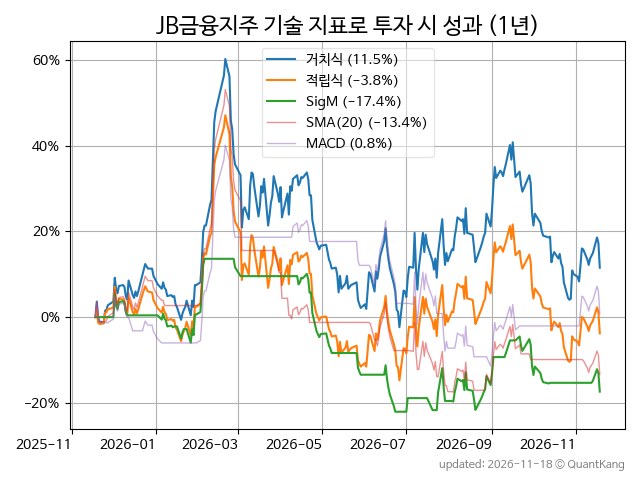 JB금융지주 기술 지표로 투자 시 성과 (1년)
거치식 (11.5%)
적립식 (−3.8%)
SigM (−17.4%)
SMA(20) (−13.4%)
MACD (0.8%)
60%
40%
20%
0%
−20%
2025-11 2026-01 2026-03 2026-05 2026-07 2026-09 2026-11
updated: 2026-11-18 © QuantKang